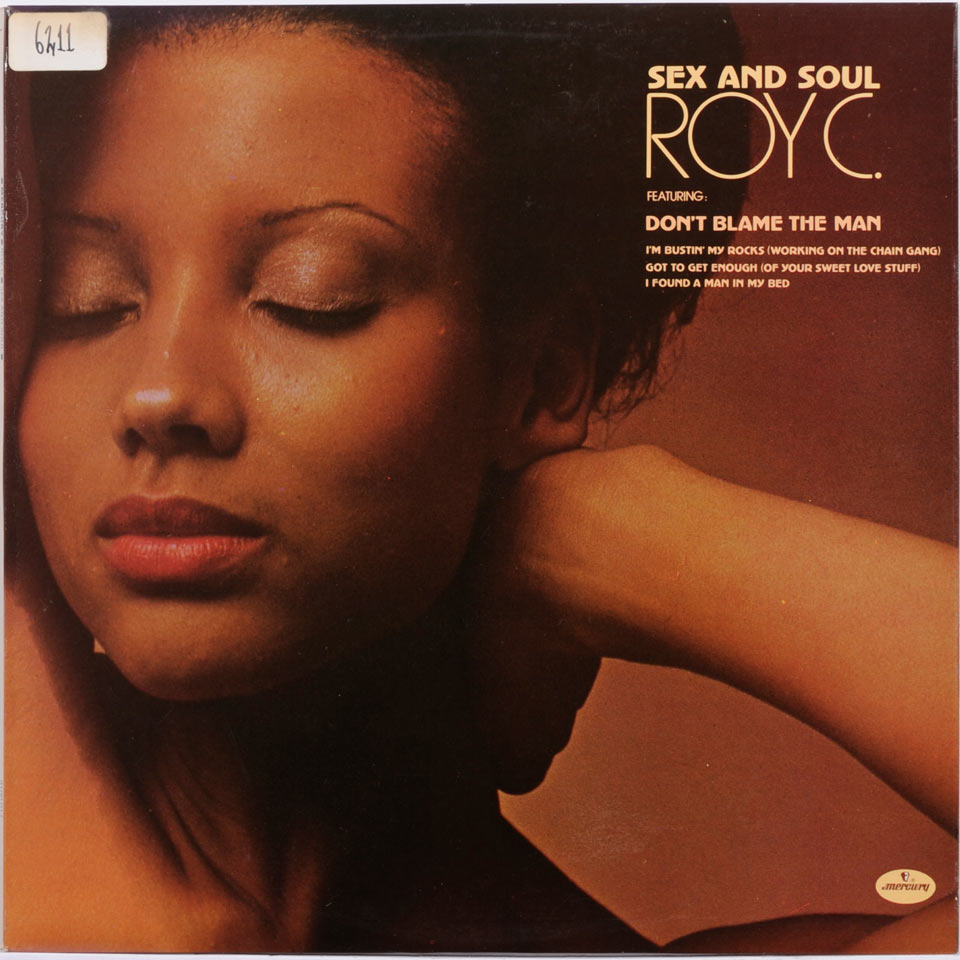 6211
SEX AND SOUL
ROY C.
FEATURING:
DON'T BLAME THE MAN
I'M BUSTIN' MY ROCKS (WORKING ON THE CHAIN GANG)
GOT TO GET ENOUGH (OF YOUR SWEET LOVE STUFF)
I FOUND A MAN IN MY BED
mercury